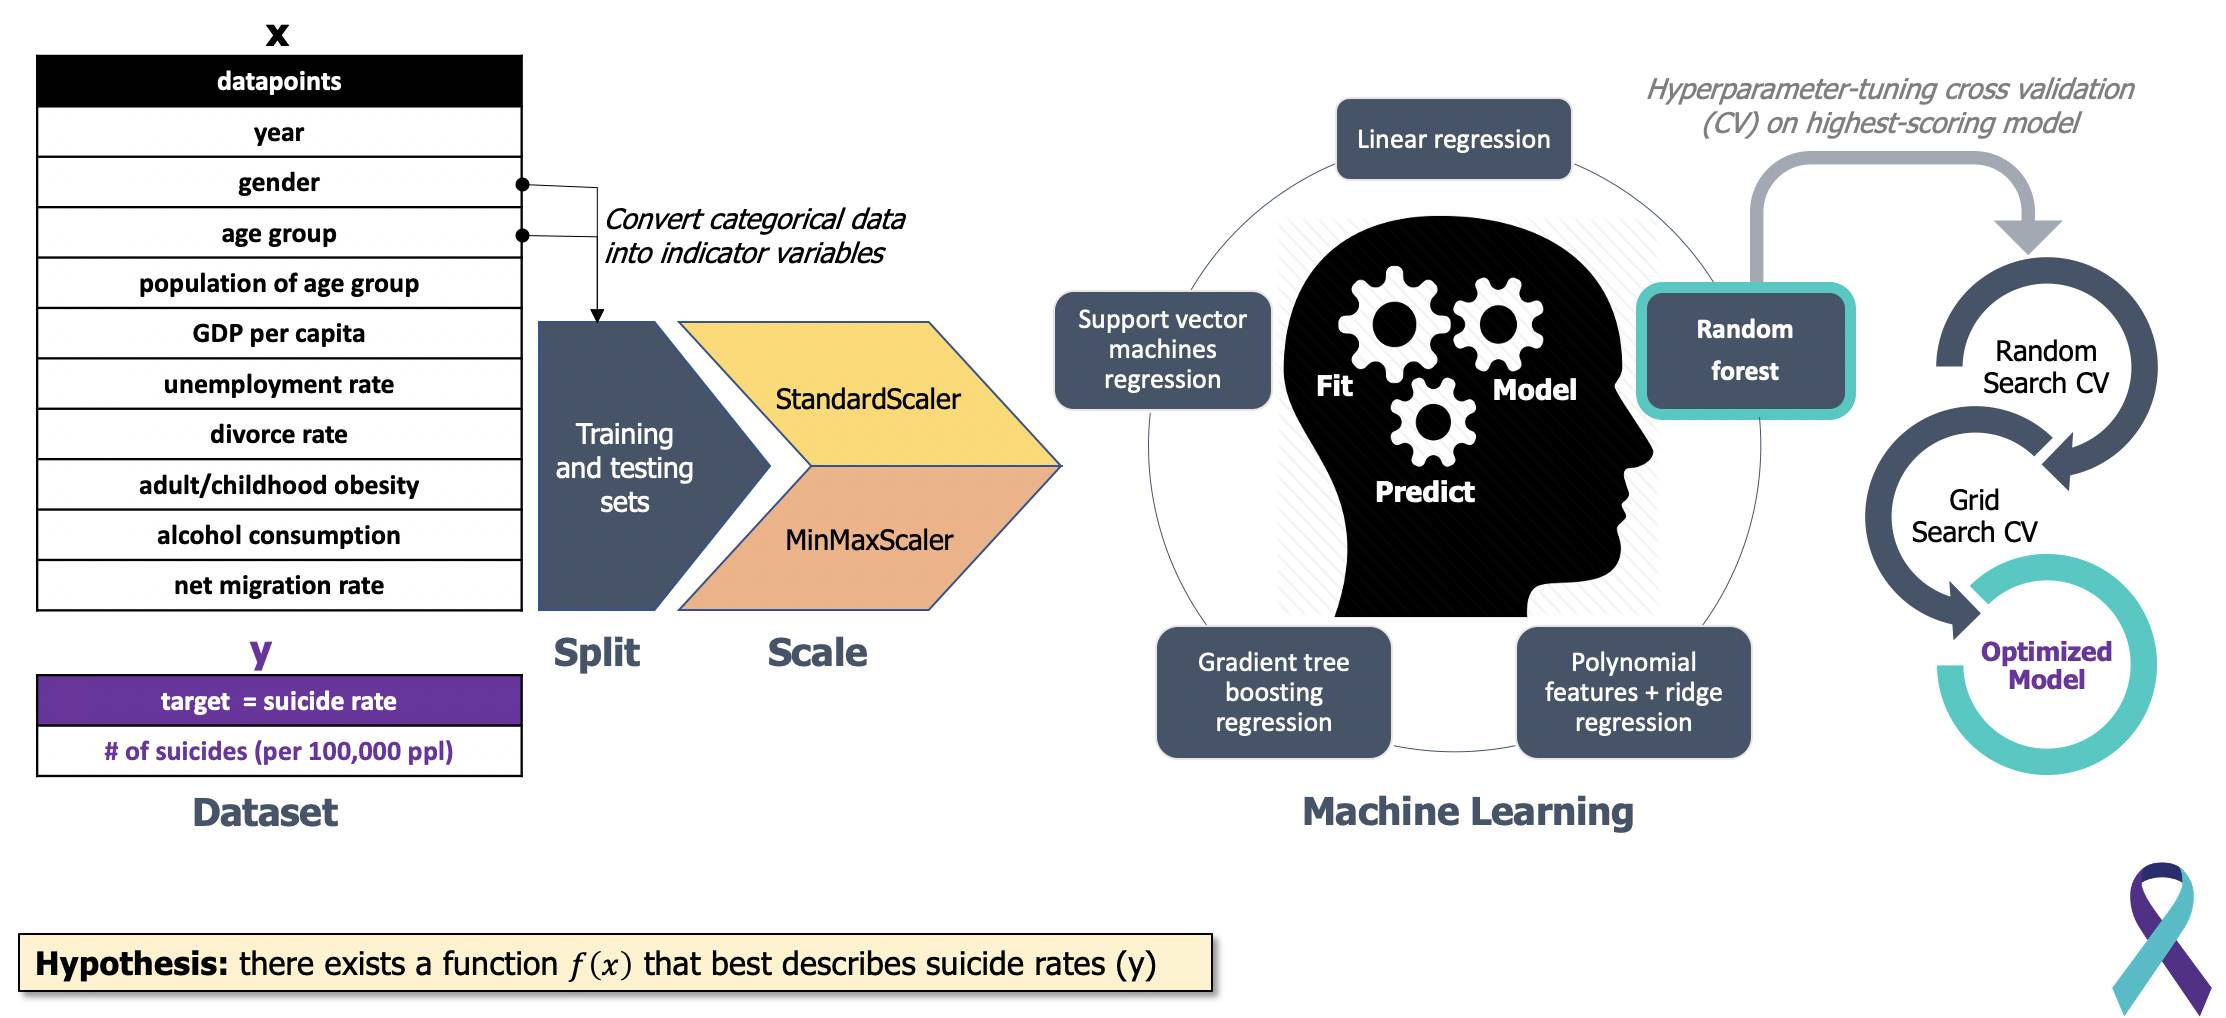 x
datapoints
year
gender
age group
population of age group
GDP per capita
unemployment rate
divorce rate
adult/childhood obesity
alcohol consumption
net migration rate
y
target = suicide rate
# of suicides (per 100,000 ppl)
Dataset
Convert categorical data
into indicator variables
Training
and testing
sets
Split
StandardScaler
MinMaxScaler
Scale
Linear regression
Support vector
machines
regression
Fit
Model
Predict
Random
forest
Gradient tree
boosting
regression
Polynomial
features + ridge
regression
Machine Learning
Hyperparameter-tuning cross validation
(CV) on highest-scoring model
Random
Search CV
Grid
Search CV
Optimized
Model
Hypothesis: there exists a function f(x) that best describes suicide rates (y)